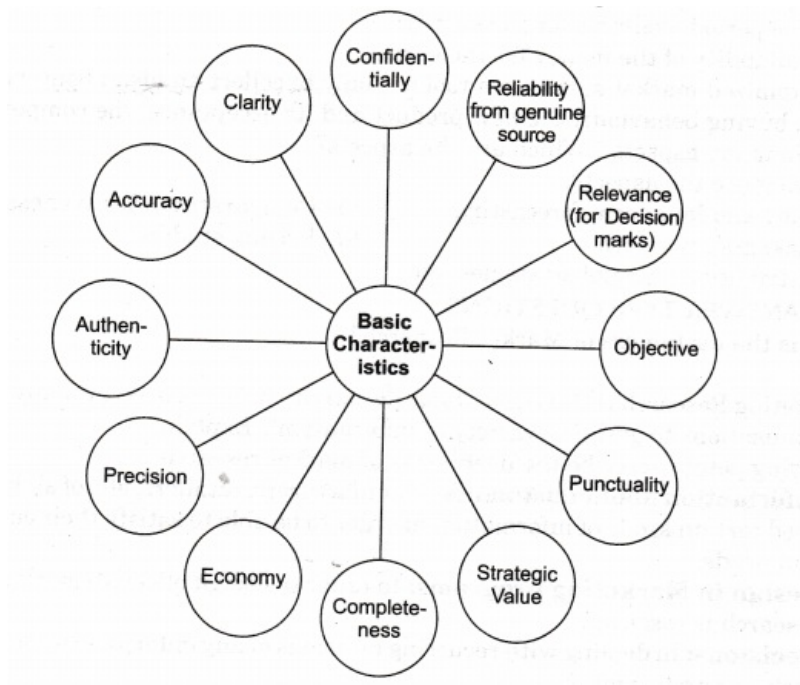 Confiden-
tially
Reliability
from genuine
source
Relevance
(for Decision
marks)
Objective
Punctuality
Strategic
Value
Complete-
ness
Economy
Precision
Authen-
ticity
Accuracy
Clarity
Basic
Character-
istics